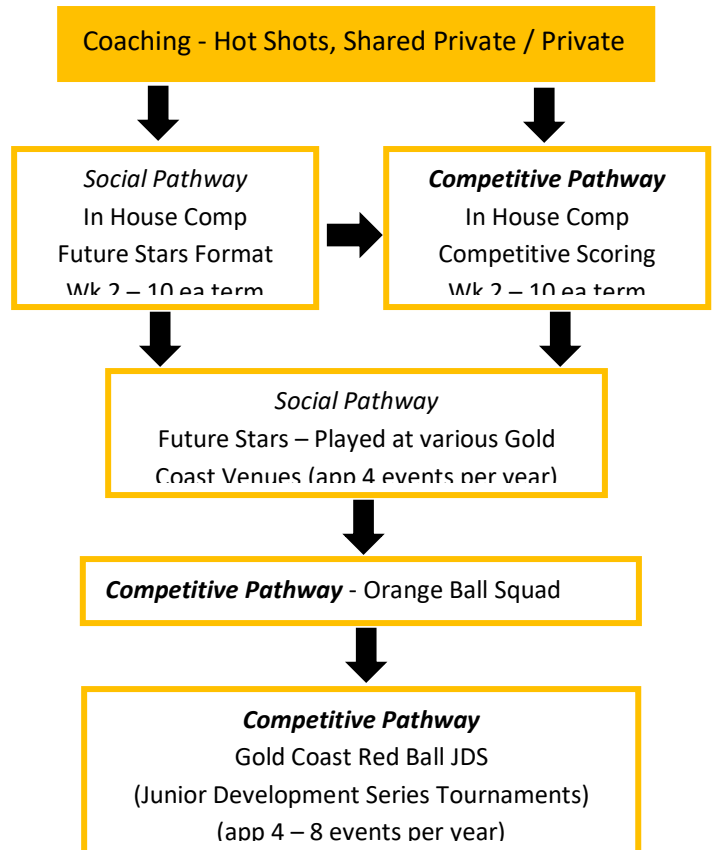 Coaching - Hot Shots, Shared Private / Private
Social Pathway
In House Comp
Future Stars Format
Wk 2 – 10 ea term
Competitive Pathway
In House Comp
Competitive Scoring
Wk 2 – 10 ea term
Social Pathway
Future Stars – Played at various Gold
Coast Venues (app 4 events per year)
Competitive Pathway - Orange Ball Squad
Competitive Pathway
Gold Coast Red Ball JDS
(Junior Development Series Tournaments)
(app 4 – 8 events per year)